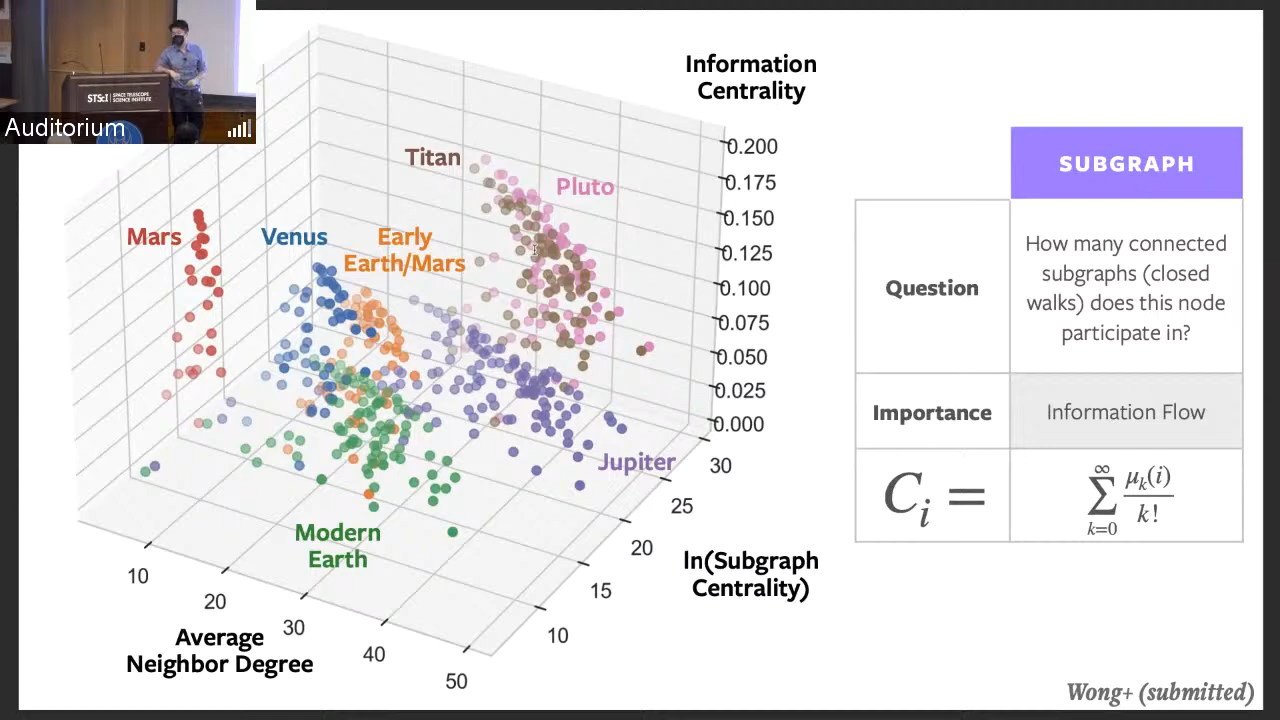 STScI SPACE TELESCOPE
SCIENCE INSTITUTE
Auditorium
Information
Centrality
Titan
Pluto
Mars
Venus
Early
Earth/Mars
Jupiter
Modern
Earth
0.200
0.175
0.150
0.125
0.100
0.075
0.050
0.025
0.000
30
25
20
15
10
ln(Subgraph
Centrality)
10
20
30
40
50
Average
Neighbor Degree
SUBGRAPH
Question
How many connected
subgraphs (closed
walks) does this node
participate in?
Importance
Information Flow
C_i = ∑_{k=0}^{∞} μ_k(i) / k!
Wong+ (submitted)